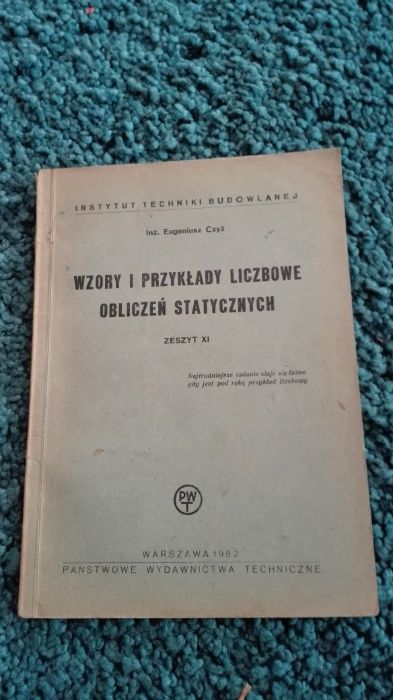 INSTYTUT TECHNIKI BUDOWLANEJ
Inż. Eugeniusz Czyż
WZORY I PRZYKŁADY LICZBOWE
OBLICZEŃ STATYCZNYCH
ZESZYT XI
Najtrudniejsze zadanie staje się łatwe
gdy jest pod ręką przykład liczbowy
PWT
WARSZAWA 1952
PAŃSTWOWE WYDAWNICTWA TECHNICZNE